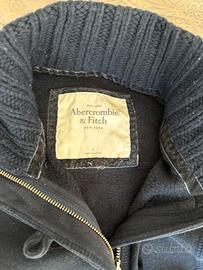 Abercrombie
& Fitch
NEW YORK
subito